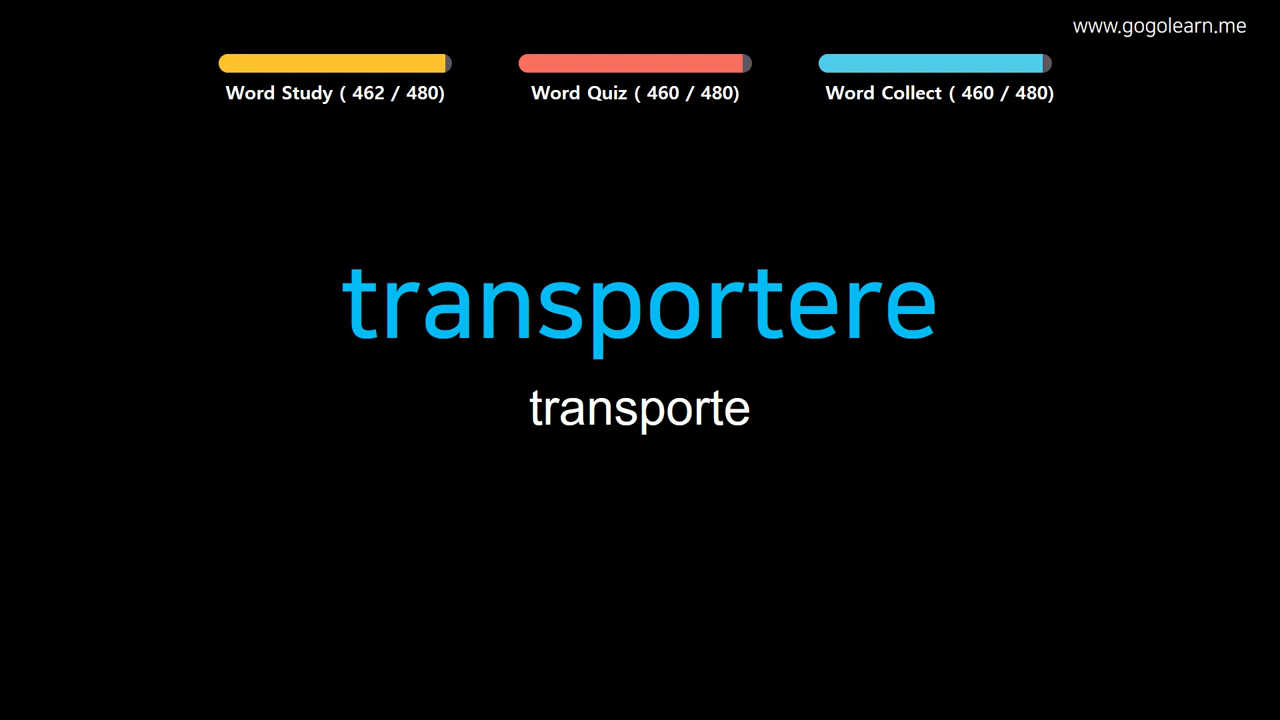 www.gogolearn.me
Word Study ( 462 / 480)
Word Quiz ( 460 / 480)
Word Collect ( 460 / 480)
transportere
transporte